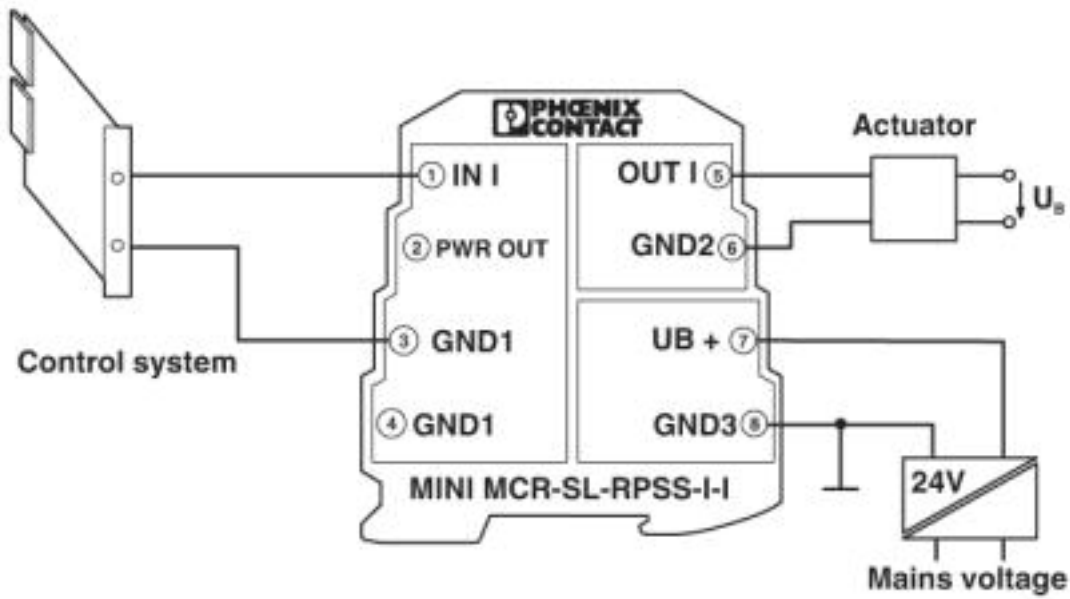 PHŒNIX
CONTACT
Actuator
1 IN I
OUT I 5
U_B
2 PWR OUT
GND2 6
3 GND1
UB + 7
Control system
4 GND1
GND3 8
MINI MCR-SL-RPSS-I-I
24V
Mains voltage